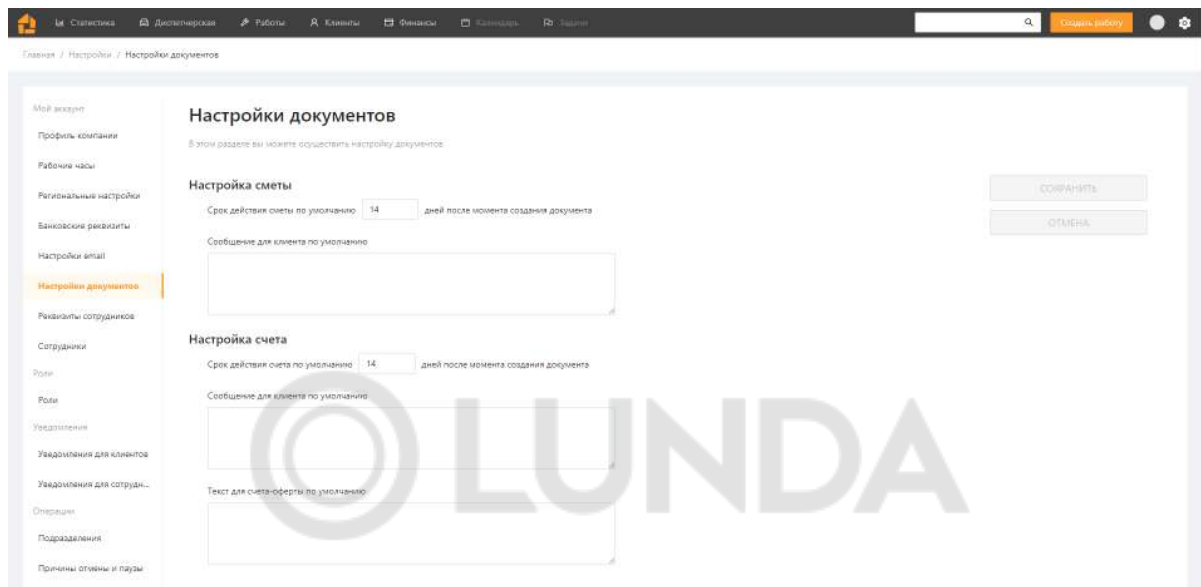 Статистика Диспетчерская Работы Клиенты Финансы Календарь Задачи Создать работу
Главная / Настройки / Настройки документов
Мой аккаунт
Профиль компании
Рабочие часы
Региональные настройки
Банковские реквизиты
Настройки email
Настройки документов
Реквизиты сотрудников
Сотрудники
Роли
Роли
Уведомления
Уведомления для клиентов
Уведомления для сотрудн...
Операции
Подразделения
Причины отмены и паузы
Настройки документов
В этом разделе вы можете осуществить настройку документов
Настройка сметы
Срок действия сметы по умолчанию 14 дней после момента создания документа
Сообщение для клиента по умолчанию
Настройка счета
Срок действия счета по умолчанию 14 дней после момента создания документа
Сообщение для клиента по умолчанию
Текст для счета-оферты по умолчанию
СОХРАНИТЬ
ОТМЕНА
OLUNDA